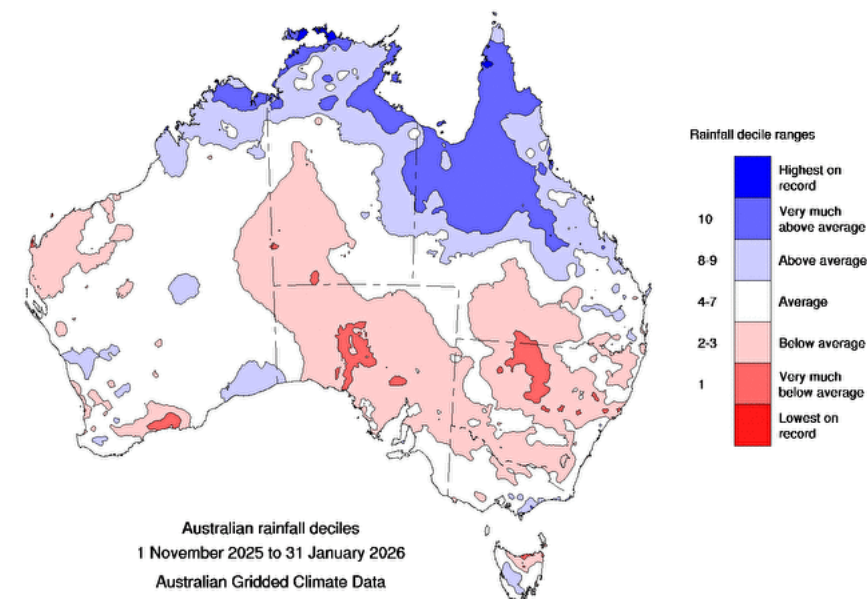 Rainfall decile ranges
Highest on
record
10
Very much
above average
8-9
Above average
4-7
Average
2-3
Below average
1
Very much
below average
Lowest on
record
Australian rainfall deciles
1 November 2025 to 31 January 2026
Australian Gridded Climate Data